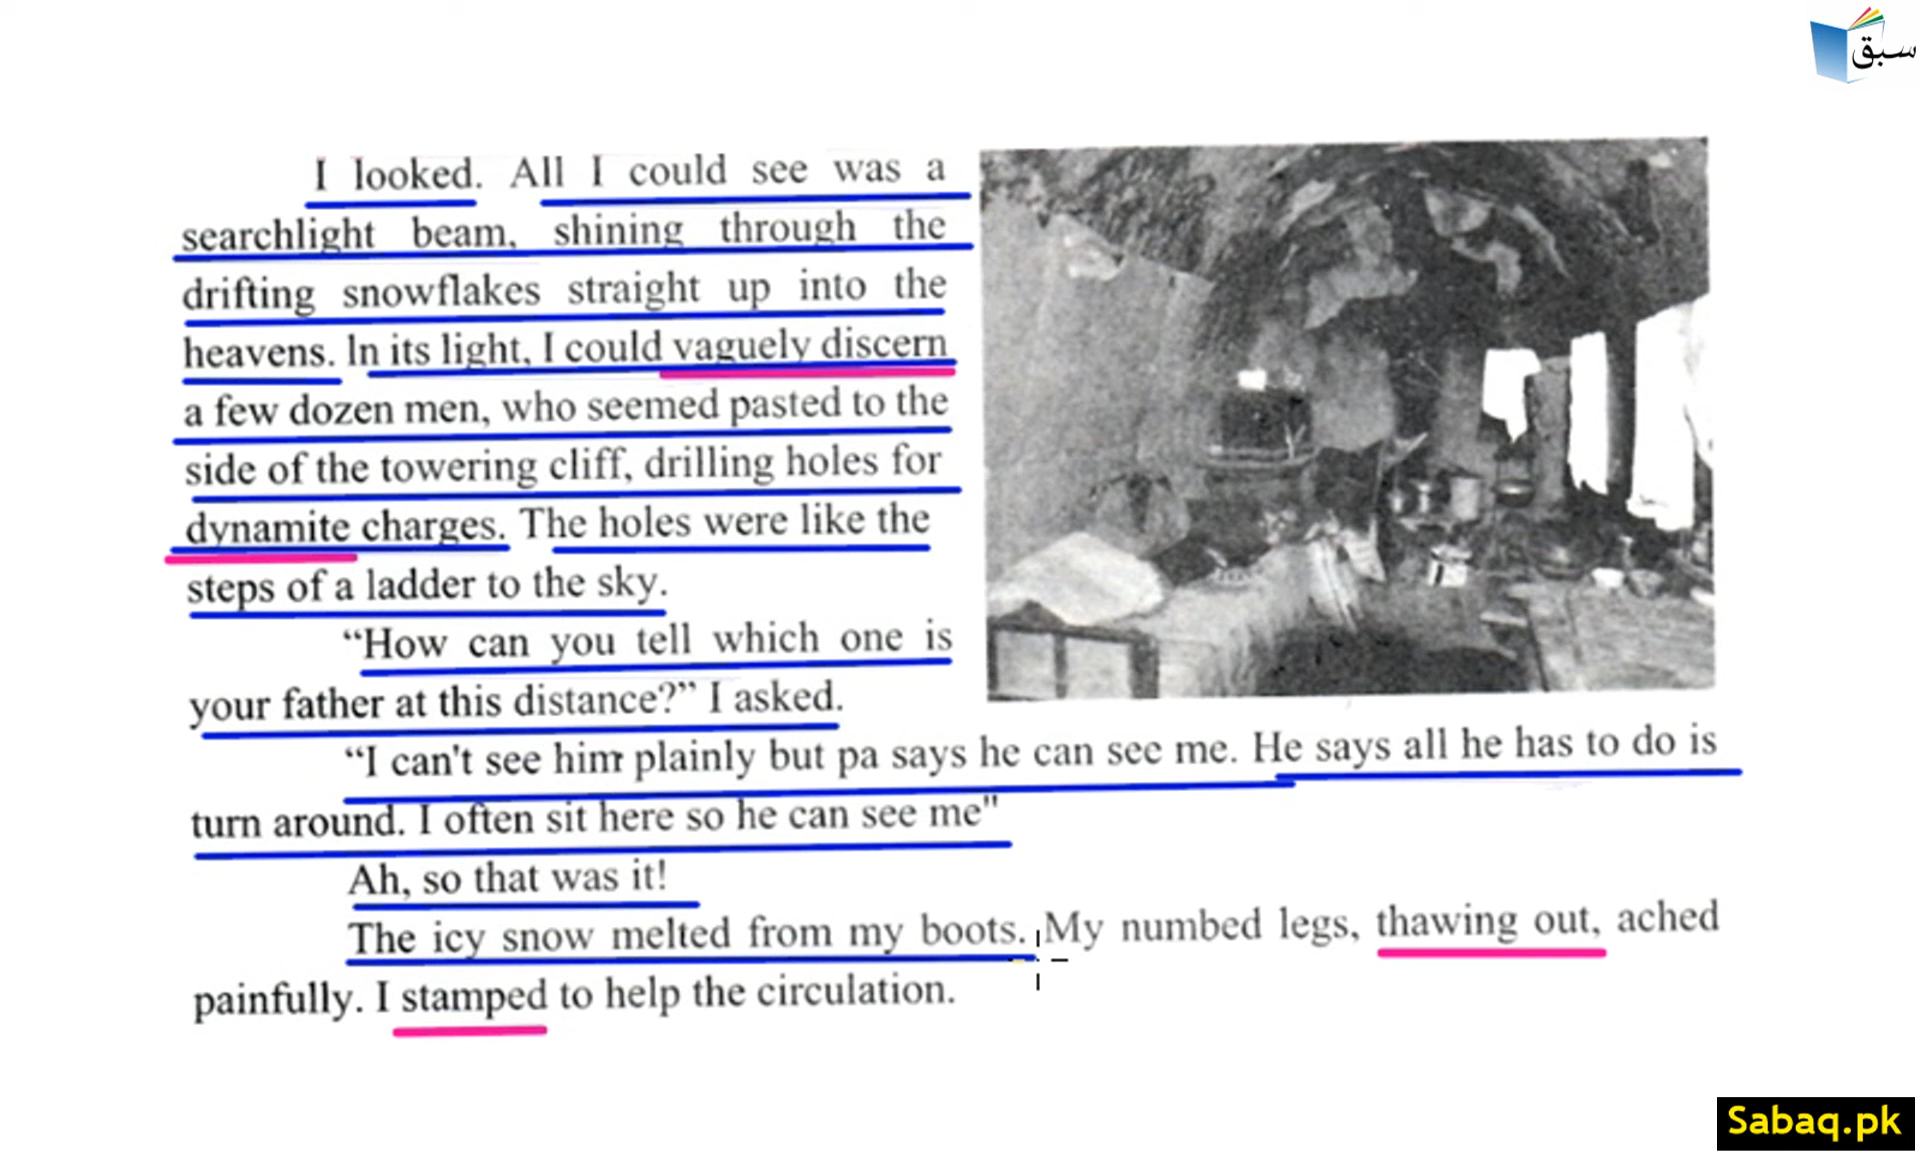 سبق
I looked. All I could see was a
searchlight beam, shining through the
drifting snowflakes straight up into the
heavens. In its light, I could vaguely discern
a few dozen men, who seemed pasted to the
side of the towering cliff, drilling holes for
dynamite charges. The holes were like the
steps of a ladder to the sky.
“How can you tell which one is
your father at this distance?” I asked.
“I can't see him plainly but pa says he can see me. He says all he has to do is
turn around. I often sit here so he can see me"
Ah, so that was it!
The icy snow melted from my boots. My numbed legs, thawing out, ached
painfully. I stamped to help the circulation.
Sabaq.pk